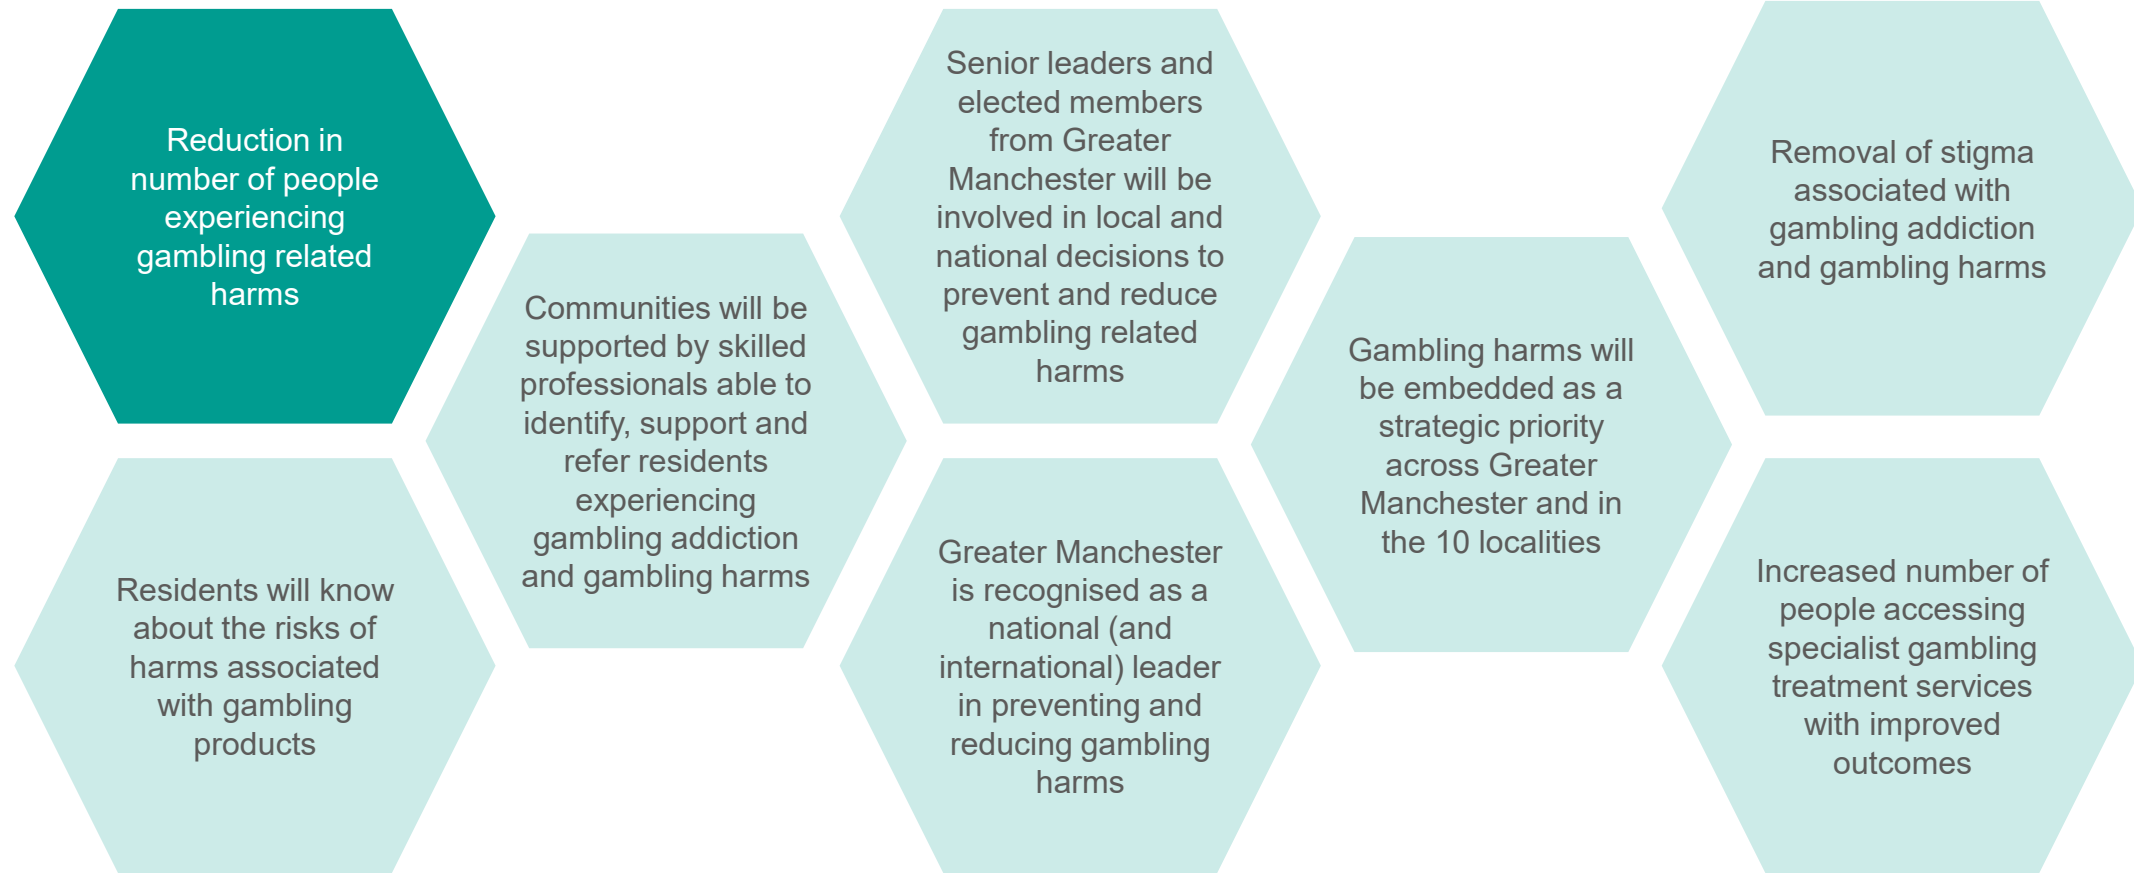 Reduction in
number of people
experiencing
gambling related
harms
Residents will know
about the risks of
harms associated
with gambling
products
Communities will be
supported by skilled
professionals able to
identify, support and
refer residents
experiencing
gambling addiction
and gambling harms
Senior leaders and
elected members
from Greater
Manchester will be
involved in local and
national decisions to
prevent and reduce
gambling related
harms
Greater Manchester
is recognised as a
national (and
international) leader
in preventing and
reducing gambling
harms
Gambling harms will
be embedded as a
strategic priority
across Greater
Manchester and in
the 10 localities
Removal of stigma
associated with
gambling addiction
and gambling harms
Increased number of
people accessing
specialist gambling
treatment services
with improved
outcomes